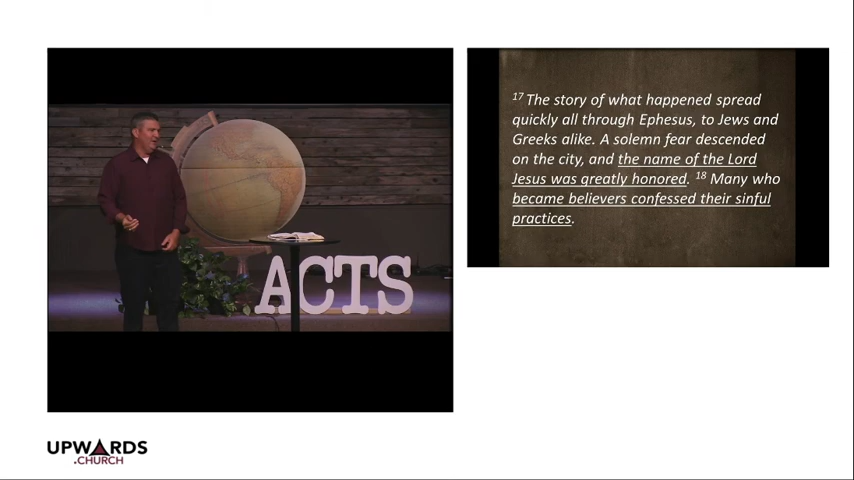 17 The story of what happened spread
quickly all through Ephesus, to Jews and
Greeks alike. A solemn fear descended
on the city, and the name of the Lord
Jesus was greatly honored. 18 Many who
became believers confessed their sinful
practices.
ACTS
UPWARDS
.CHURCH